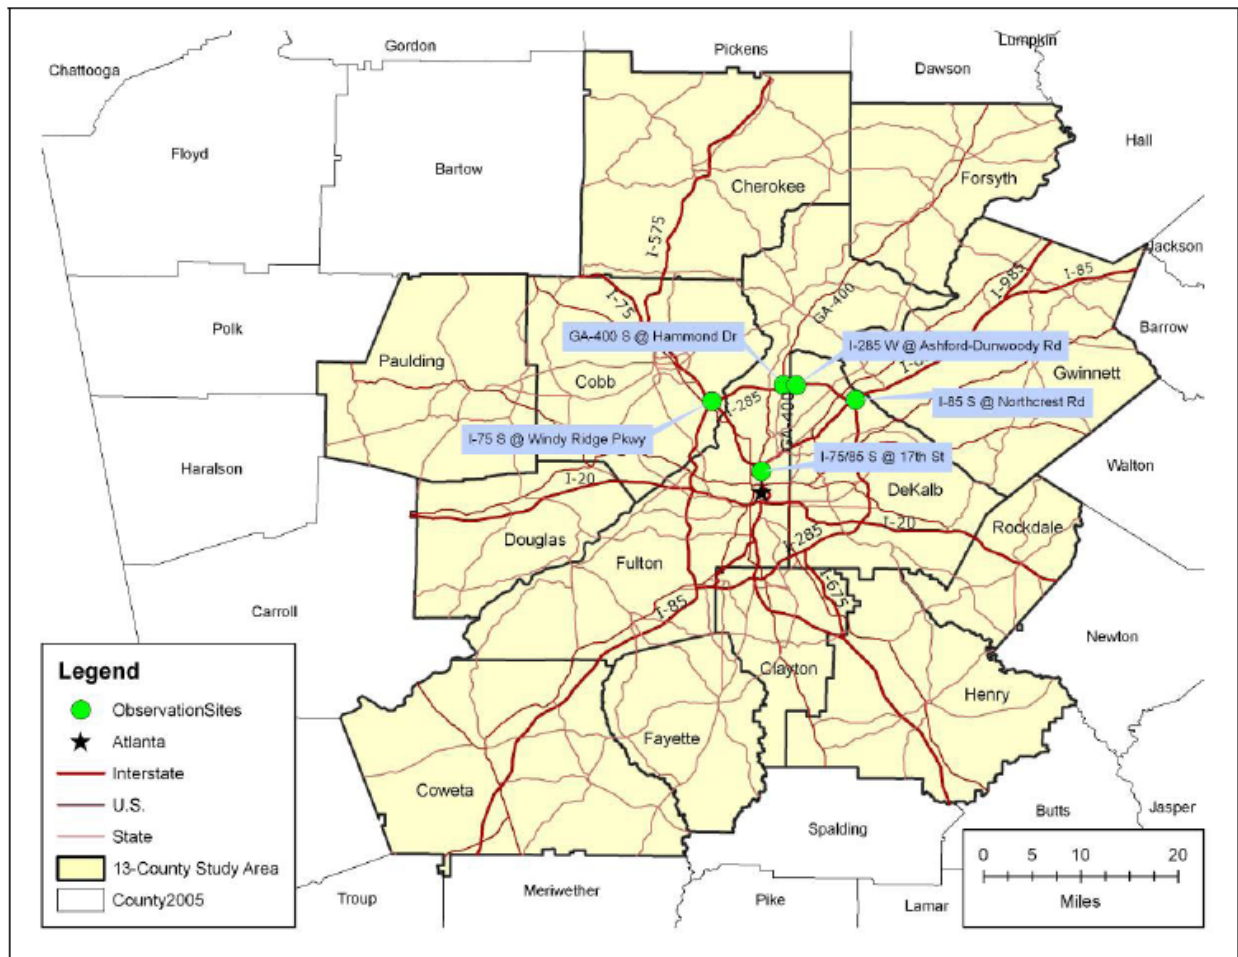 Lumpkin
Gordon
Pickens
Chattooga
Dawson
Hall
Floyd
Bartow
Cherokee
Forsyth
I-575
Jackson
I-985
I-85
I-75
GA-400
Polk
Barrow
GA-400 S @ Hammond Dr
I-285 W @ Ashford-Dunwoody Rd
Paulding
Cobb
Gwinnett
I-285
GA-400
I-85 S @ Northcrest Rd
I-75 S @ Windy Ridge Pkwy
I-75/85 S @ 17th St
Haralson
Walton
I-20
DeKalb
I-20
Rockdale
Douglas
I-285
Fulton
I-675
Carroll
I-85
Newton
Legend
Clayton
Henry
ObservationSites
Atlanta
Fayette
Interstate
Coweta
U.S.
Butts
Jasper
State
Spalding
13-County Study Area
0 5 10 20
Miles
County2005
Troup
Meriwether
Pike
Lamar